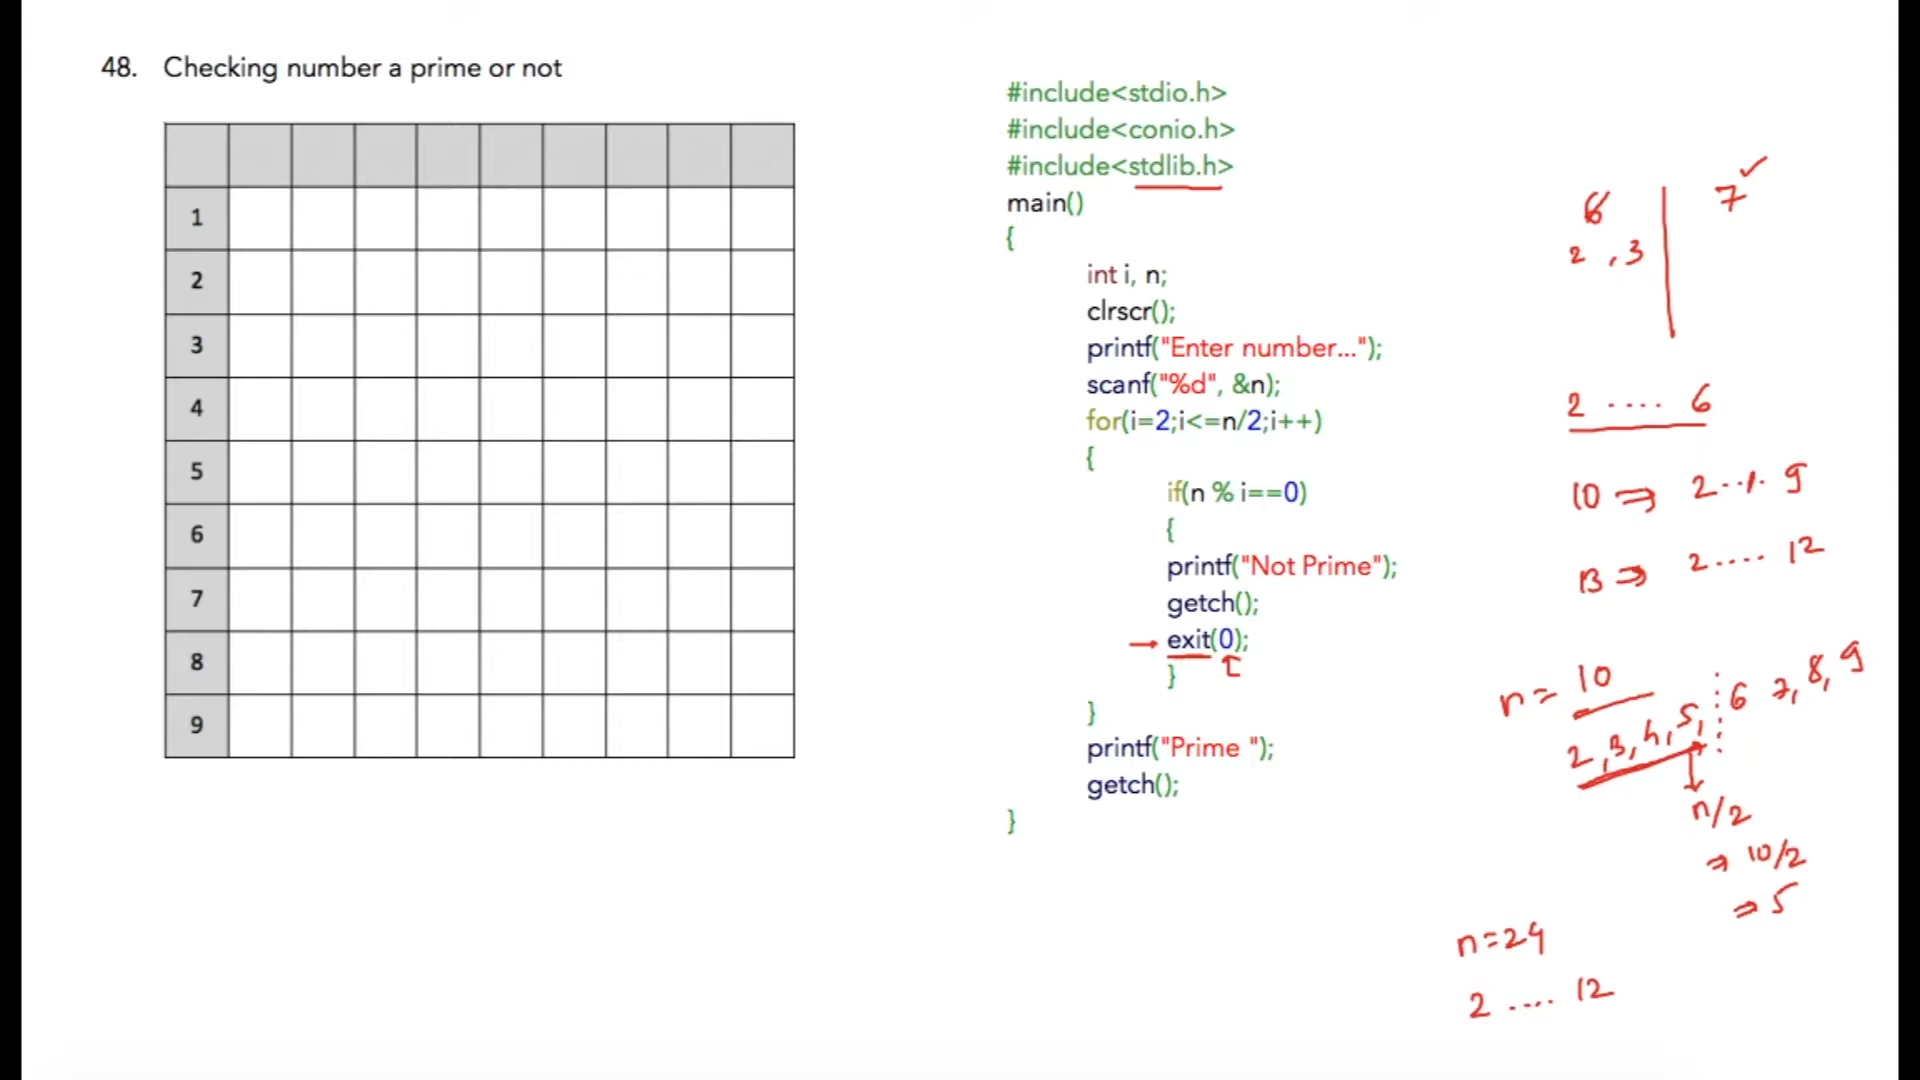 48. Checking number a prime or not
1
2
3
4
5
6
7
8
9
#include<stdio.h>
#include<conio.h>
#include<stdlib.h>
main()
{
int i, n;
clrscr();
printf("Enter number...");
scanf("%d", &n);
for(i=2;i<=n/2;i++)
{
if(n % i==0)
{
printf("Not Prime");
getch();
→ exit(0);
}
}
printf("Prime ");
getch();
}
6
2 , 3
7 ✓
2 .... 6
10 ⇒ 2 .... 9
13 ⇒ 2 .... 12
n = 10
2, 3, 4, 5, 6 7, 8, 9
n/2
⇒ 10/2
⇒ 5
n=24
2 .... 12